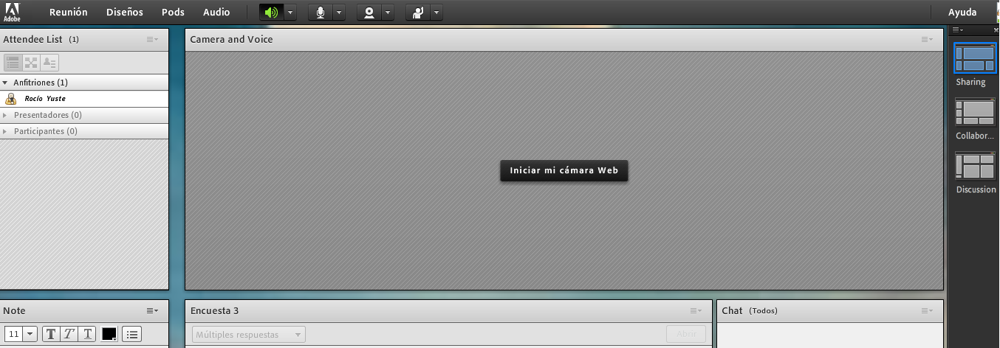 Adobe
Reunión Diseños Pods Audio Ayuda
Attendee List (1)
Anfitriones (1)
Rocío Yuste
Presentadores (0)
Participantes (0)
Camera and Voice
Iniciar mi cámara Web
Sharing
Collabor...
Discussion
Note
11 T T T
Encuesta 3
Múltiples respuestas Abrir
Chat (Todos)